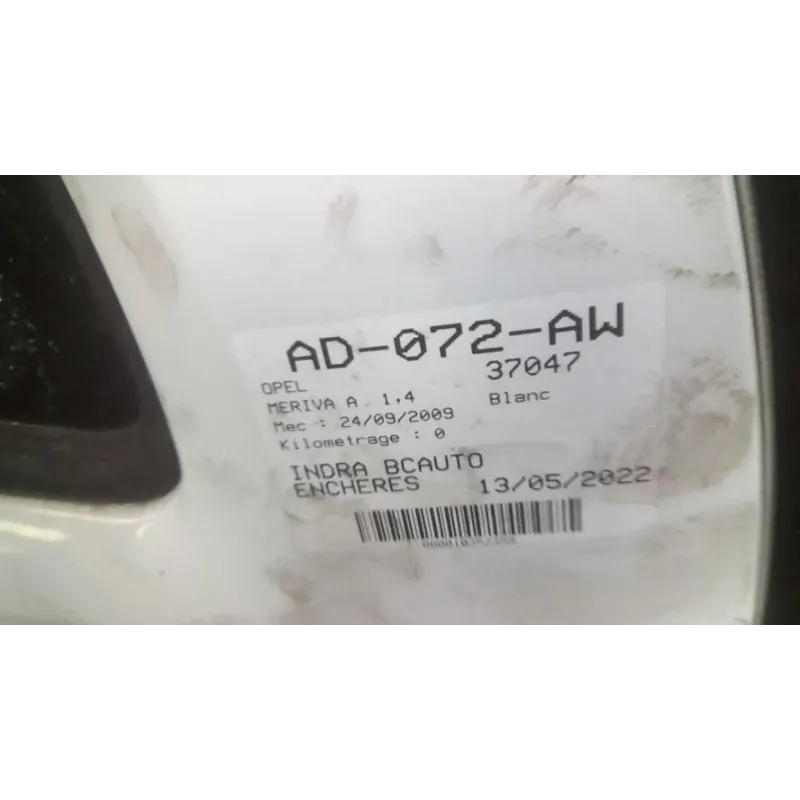 AD-072-AW
OPEL 37047
MERIVA A 1,4 Blanc
Mec : 24/09/2009
Kilometrage : 0
INDRA BCAUTO
ENCHERES 13/05/2022